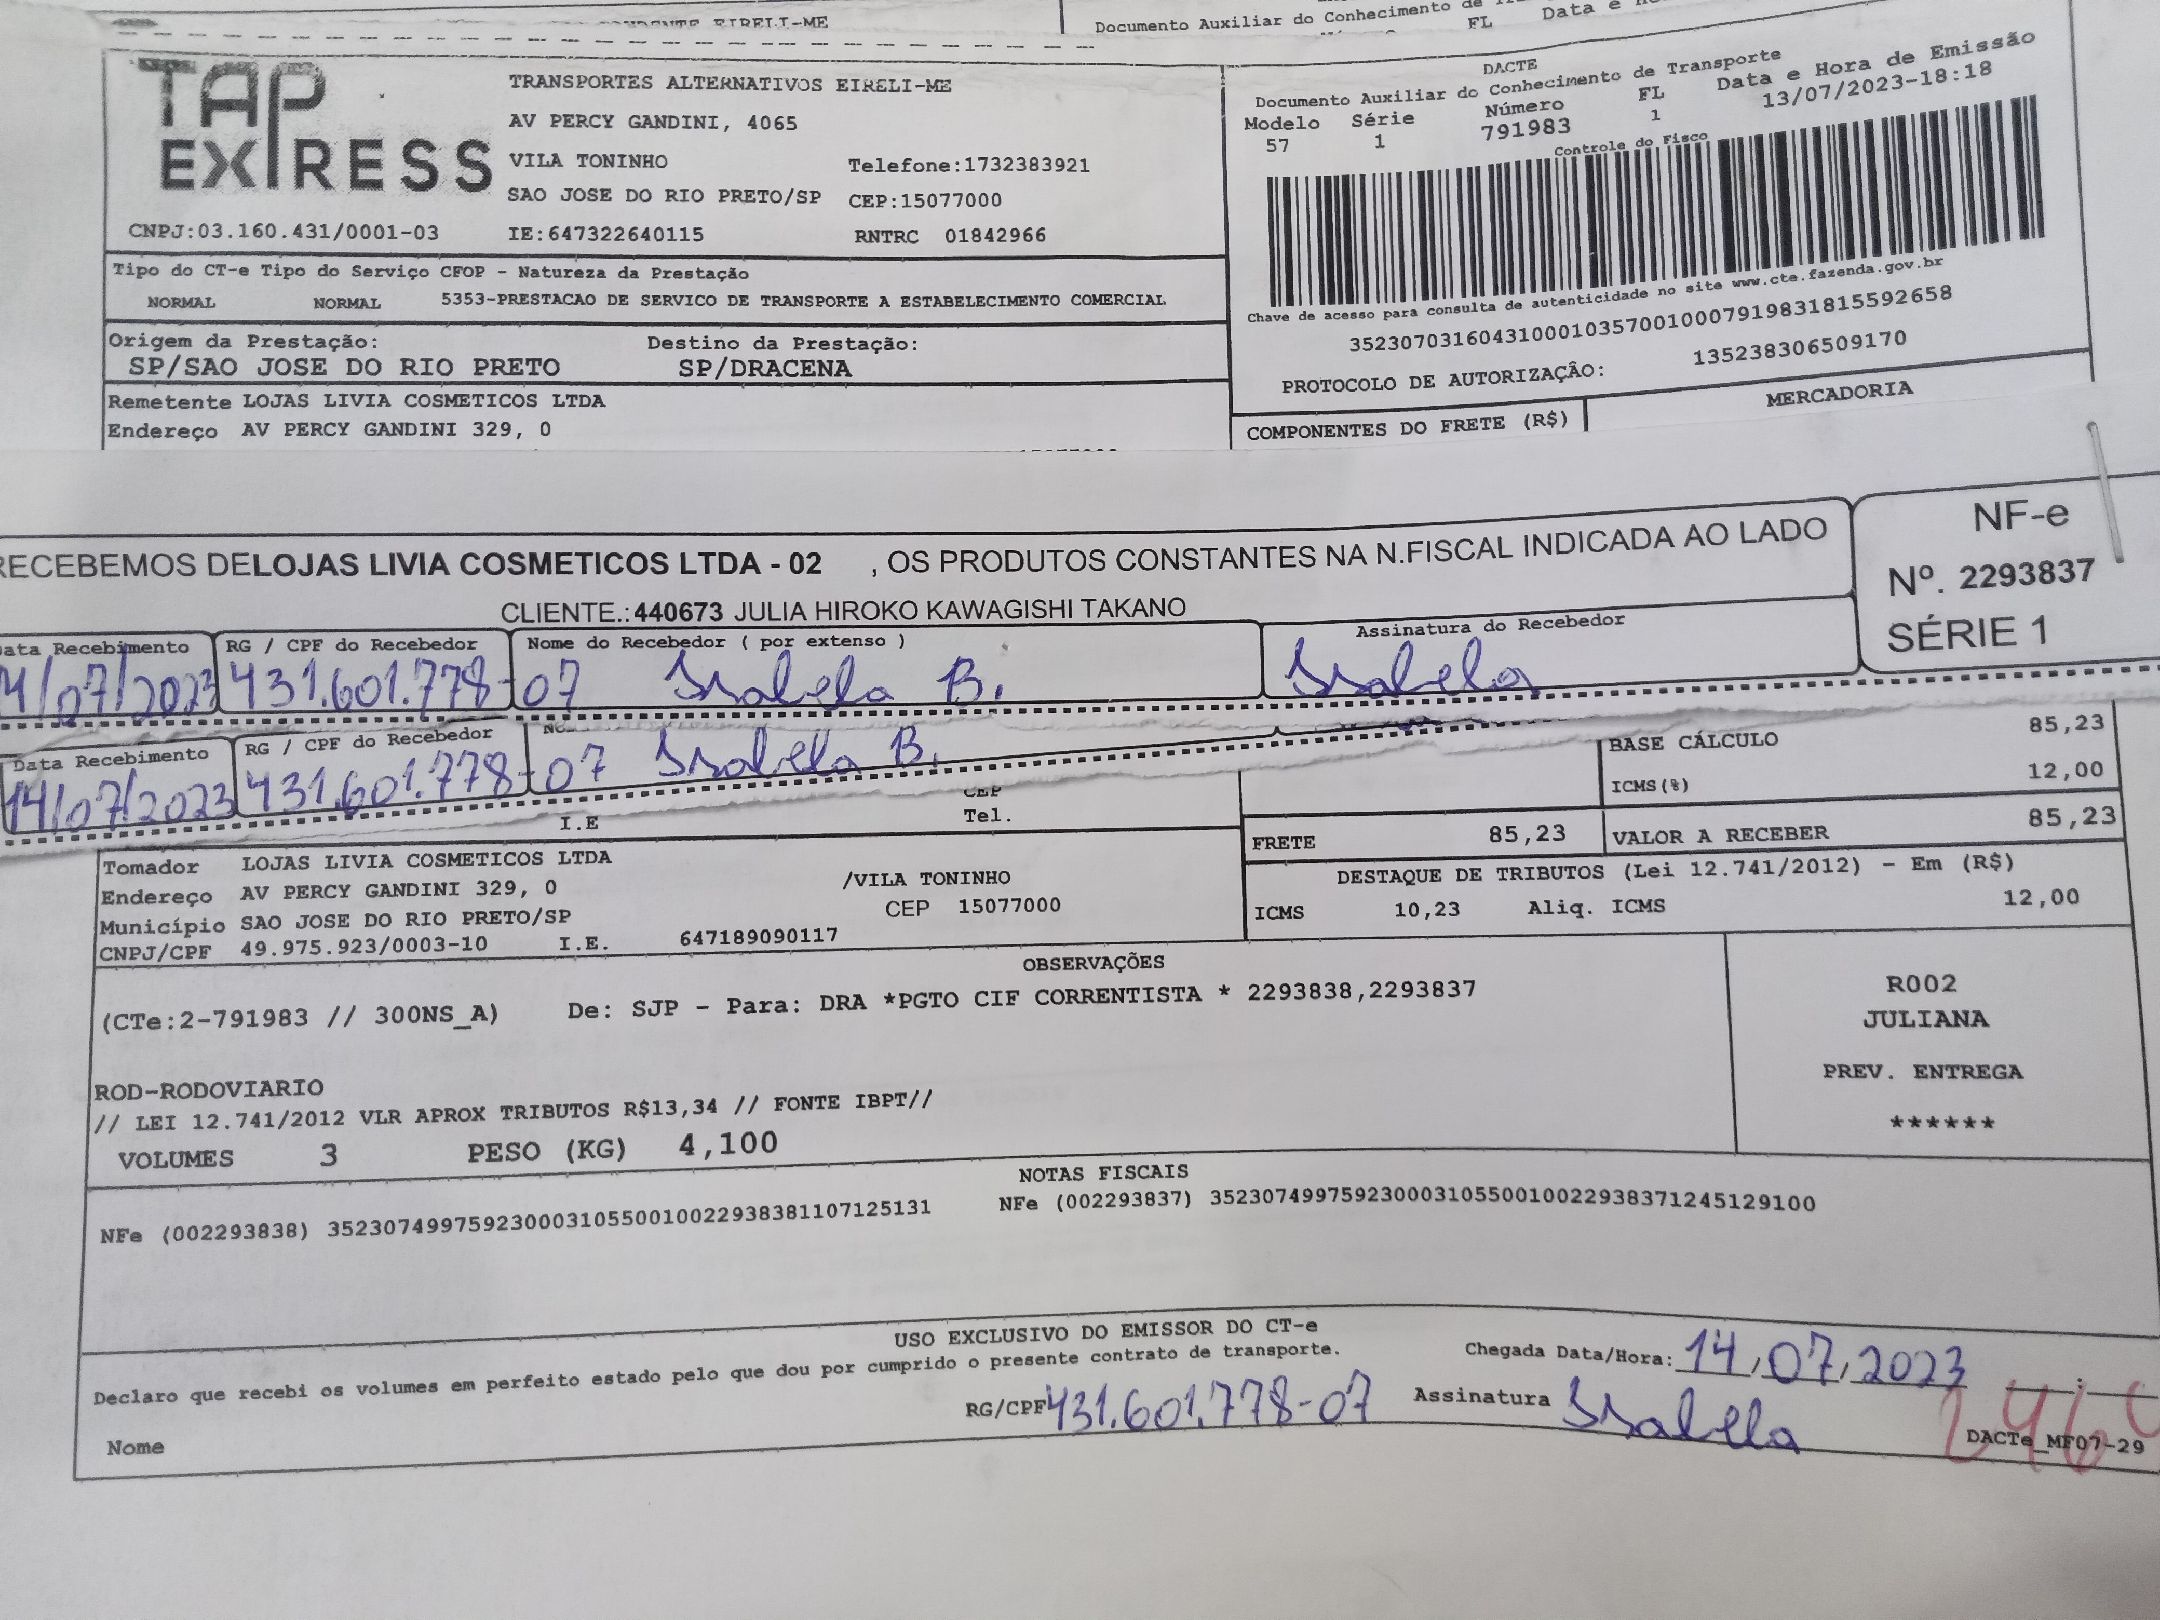 Documento Auxiliar do Conhecimento de
FL Data e
EIRELI-ME
TAP EXPRESS
TRANSPORTES ALTERNATIVOS EIRELI-ME
AV PERCY GANDINI, 4065
VILA TONINHO Telefone:1732383921
SAO JOSE DO RIO PRETO/SP CEP:15077000
CNPJ:03.160.431/0001-03 IE:647322640115 RNTRC 01842966
Tipo do CT-e Tipo do Serviço CFOP - Natureza da Prestação
NORMAL NORMAL 5353-PRESTACAO DE SERVICO DE TRANSPORTE A ESTABELECIMENTO COMERCIAL
Origem da Prestação: Destino da Prestação:
SP/SAO JOSE DO RIO PRETO SP/DRACENA
Remetente LOJAS LIVIA COSMETICOS LTDA
Endereço AV PERCY GANDINI 329, 0
DACTE
Documento Auxiliar do Conhecimento de Transporte
Modelo Série Número FL Data e Hora de Emissão
57 1 791983 1 13/07/2023-18:18
Controle do Fisco
Chave de acesso para consulta de autenticidade no site www.cte.fazenda.gov.br
35230703160431000103570010007919831815592658
PROTOCOLO DE AUTORIZAÇÃO: 135238306509170
COMPONENTES DO FRETE (R$) MERCADORIA
RECEBEMOS DELOJAS LIVIA COSMETICOS LTDA - 02 , OS PRODUTOS CONSTANTES NA N.FISCAL INDICADA AO LADO
CLIENTE.: 440673 JULIA HIROKO KAWAGISHI TAKANO
NF-e
Nº. 2293837
SÉRIE 1
Data Recebimento RG / CPF do Recebedor Nome do Recebedor ( por extenso ) Assinatura do Recebedor
14/07/2023 431.601.778-07 Isabela B. Isabela
Data Recebimento RG / CPF do Recebedor
14/07/2023 431.601.778-07 Isabela B.
BASE CÁLCULO 85,23
ICMS(%) 12,00
CEP
I.E Tel.
FRETE 85,23 VALOR A RECEBER 85,23
Tomador LOJAS LIVIA COSMETICOS LTDA
Endereço AV PERCY GANDINI 329, 0 /VILA TONINHO
Município SAO JOSE DO RIO PRETO/SP CEP 15077000
CNPJ/CPF 49.975.923/0003-10 I.E. 647189090117
DESTAQUE DE TRIBUTOS (Lei 12.741/2012) - Em (R$)
ICMS 10,23 Aliq. ICMS 12,00
OBSERVAÇÕES
(CTe:2-791983 // 300NS_A) De: SJP - Para: DRA *PGTO CIF CORRENTISTA * 2293838,2293837
R002
JULIANA
PREV. ENTREGA
******
ROD-RODOVIARIO
// LEI 12.741/2012 VLR APROX TRIBUTOS R$13,34 // FONTE IBPT//
VOLUMES 3 PESO (KG) 4,100
NOTAS FISCAIS
NFe (002293838) 35230749975923000310550010022938381107125131 NFe (002293837) 35230749975923000310550010022938371245129100
USO EXCLUSIVO DO EMISSOR DO CT-e
Declaro que recebi os volumes em perfeito estado pelo que dou por cumprido o presente contrato de transporte. Chegada Data/Hora: 14/07/2023 :
Nome RG/CPF 431.601.778-07 Assinatura Isabela
DACTe_MF07-29